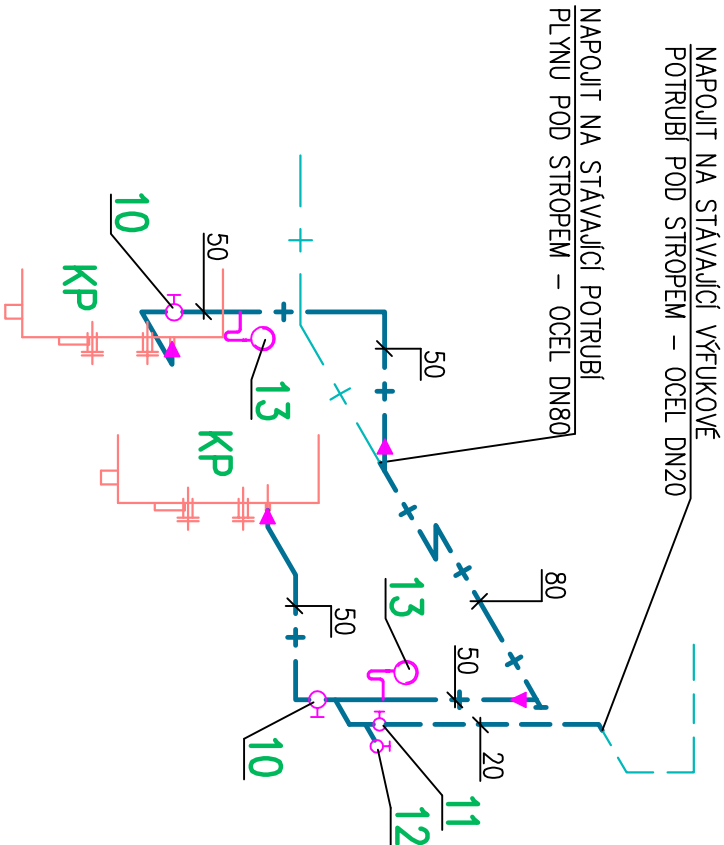 NAPOJIT NA STÁVAJÍCÍ VÝFUKOVÉ
POTRUBÍ POD STROPEM - OCEL DN20
NAPOJIT NA STÁVAJÍCÍ POTRUBÍ
PLYNU POD STROPEM - OCEL DN80
80
50
50
20
13
11
12
50
13
50
10
10
KP
KP